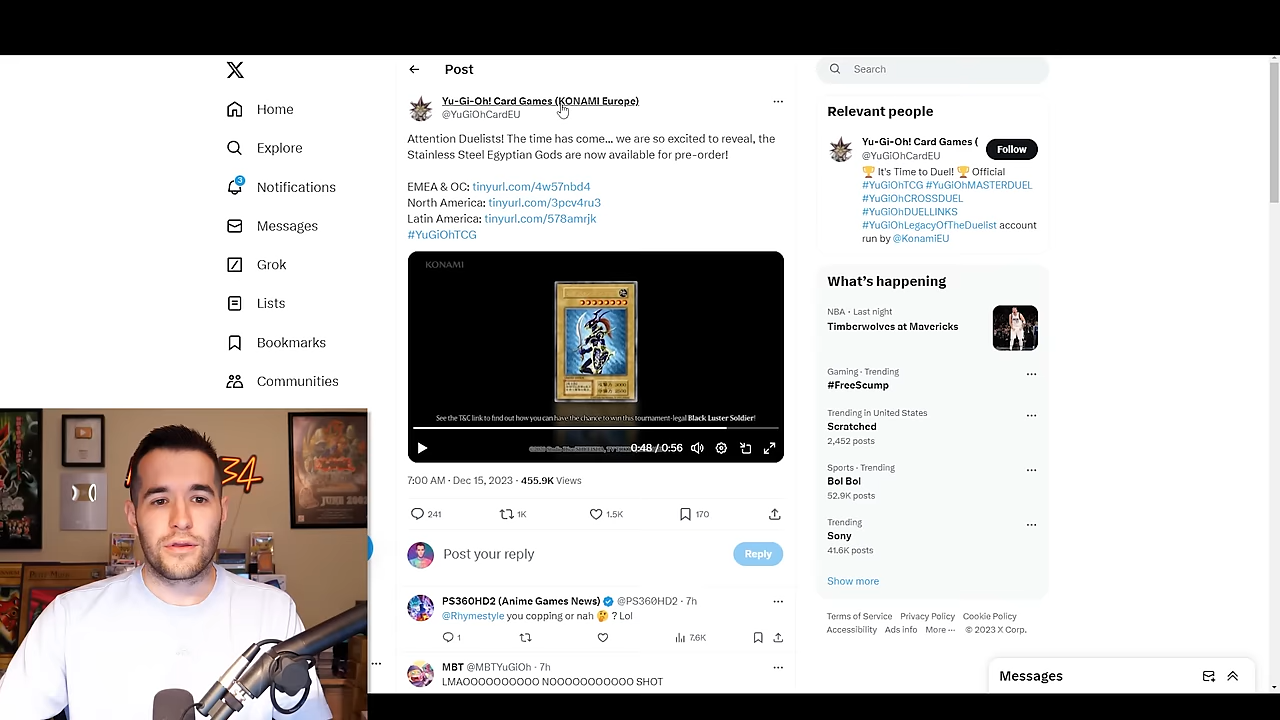 Home
Explore
3
Notifications
Messages
Grok
Lists
Bookmarks
Communities
Post
Yu-Gi-Oh! Card Games (KONAMI Europe)
@YuGiOhCardEU
Attention Duelists! The time has come... we are so excited to reveal, the
Stainless Steel Egyptian Gods are now available for pre-order!
EMEA & OC: tinyurl.com/4w57nbd4
North America: tinyurl.com/3pcv4ru3
Latin America: tinyurl.com/578amrjk
#YuGiOhTCG
KONAMI
See the T&C link to find out how you can have the chance to win this tournament-legal Black Luster Soldier!
0:48 / 0:56
7:00 AM · Dec 15, 2023 · 455.9K Views
241
1K
1.5K
170
Post your reply
Reply
PS360HD2 (Anime Games News) @PS360HD2 · 7h
@Rhymestyle you copping or nah 🤔 ? Lol
1
7.6K
MBT @MBTYuGiOh · 7h
LMAOOOOOOOOOO NOOOOOOOOOOO SHOT
Search
Relevant people
Yu-Gi-Oh! Card Games (
@YuGiOhCardEU
Follow
🏆 It's Time to Duel! 🏆 Official
#YuGiOhTCG #YuGiOhMASTERDUEL
#YuGiOhCROSSDUEL
#YuGiOhDUELLINKS
#YuGiOhLegacyOfTheDuelist account
run by @KonamiEU
What's happening
NBA · Last night
Timberwolves at Mavericks
Gaming · Trending
#FreeScump
Trending in United States
Scratched
2,452 posts
Sports · Trending
Bol Bol
52.9K posts
Trending
Sony
41.6K posts
Show more
Terms of Service Privacy Policy Cookie Policy
Accessibility Ads info More ··· © 2023 X Corp.
Messages
34